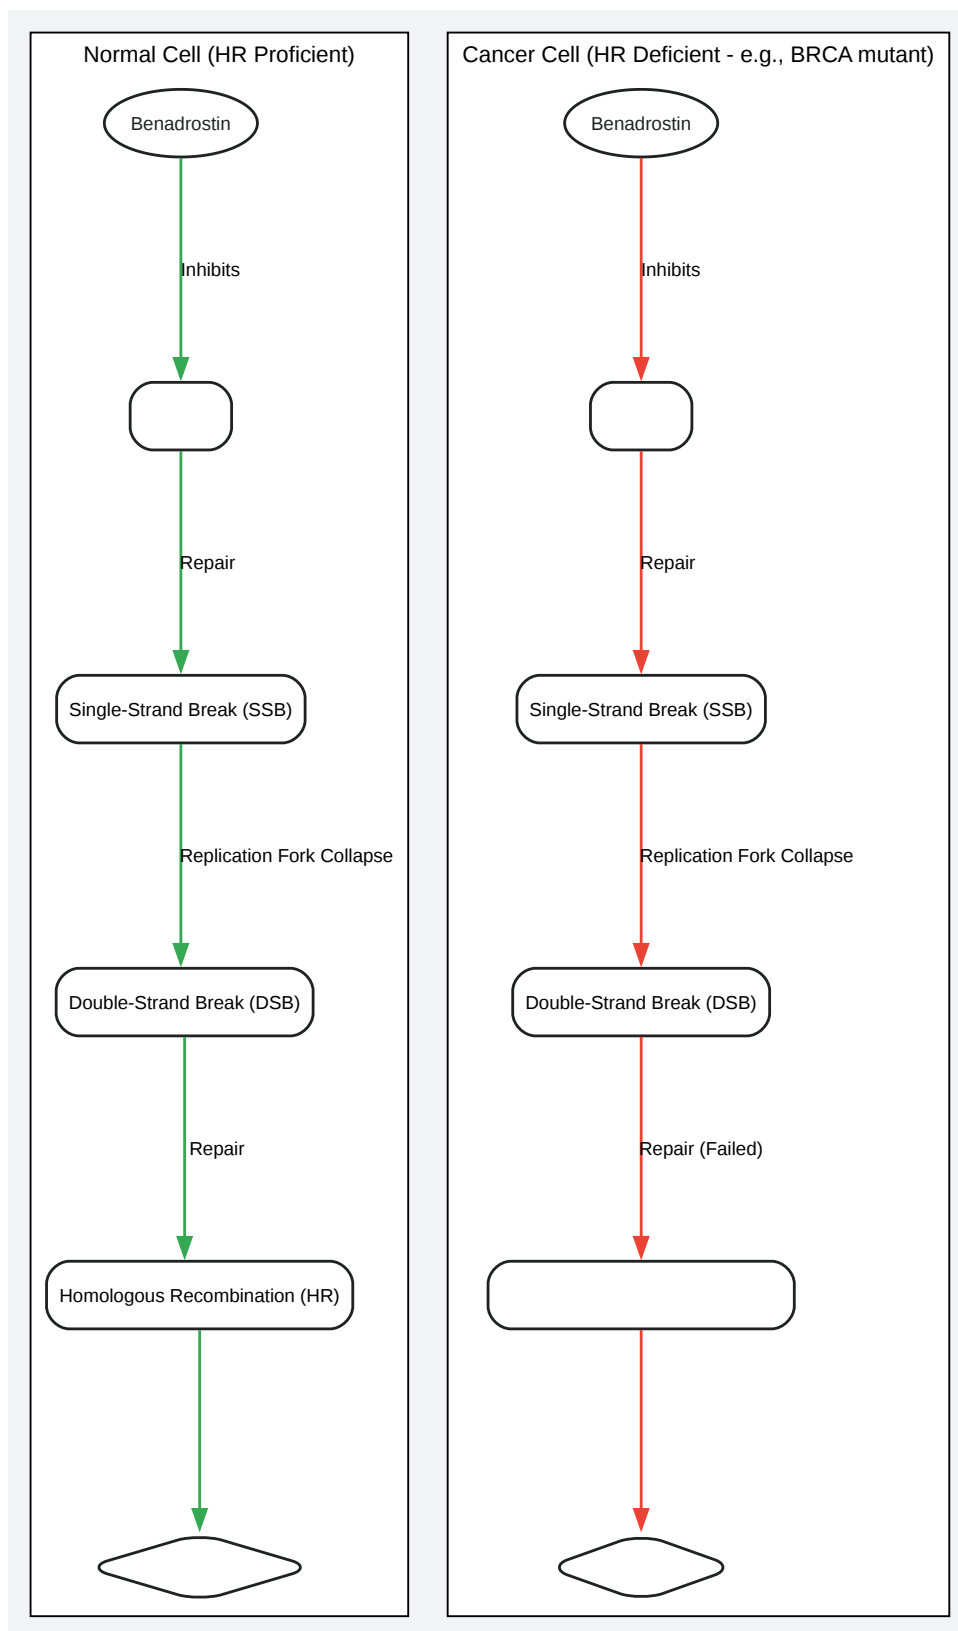 Normal Cell (HR Proficient)
Benadrostin
Inhibits
Repair
Single-Strand Break (SSB)
Replication Fork Collapse
Double-Strand Break (DSB)
Repair
Homologous Recombination (HR)
Cancer Cell (HR Deficient - e.g., BRCA mutant)
Benadrostin
Inhibits
Repair
Single-Strand Break (SSB)
Replication Fork Collapse
Double-Strand Break (DSB)
Repair (Failed)